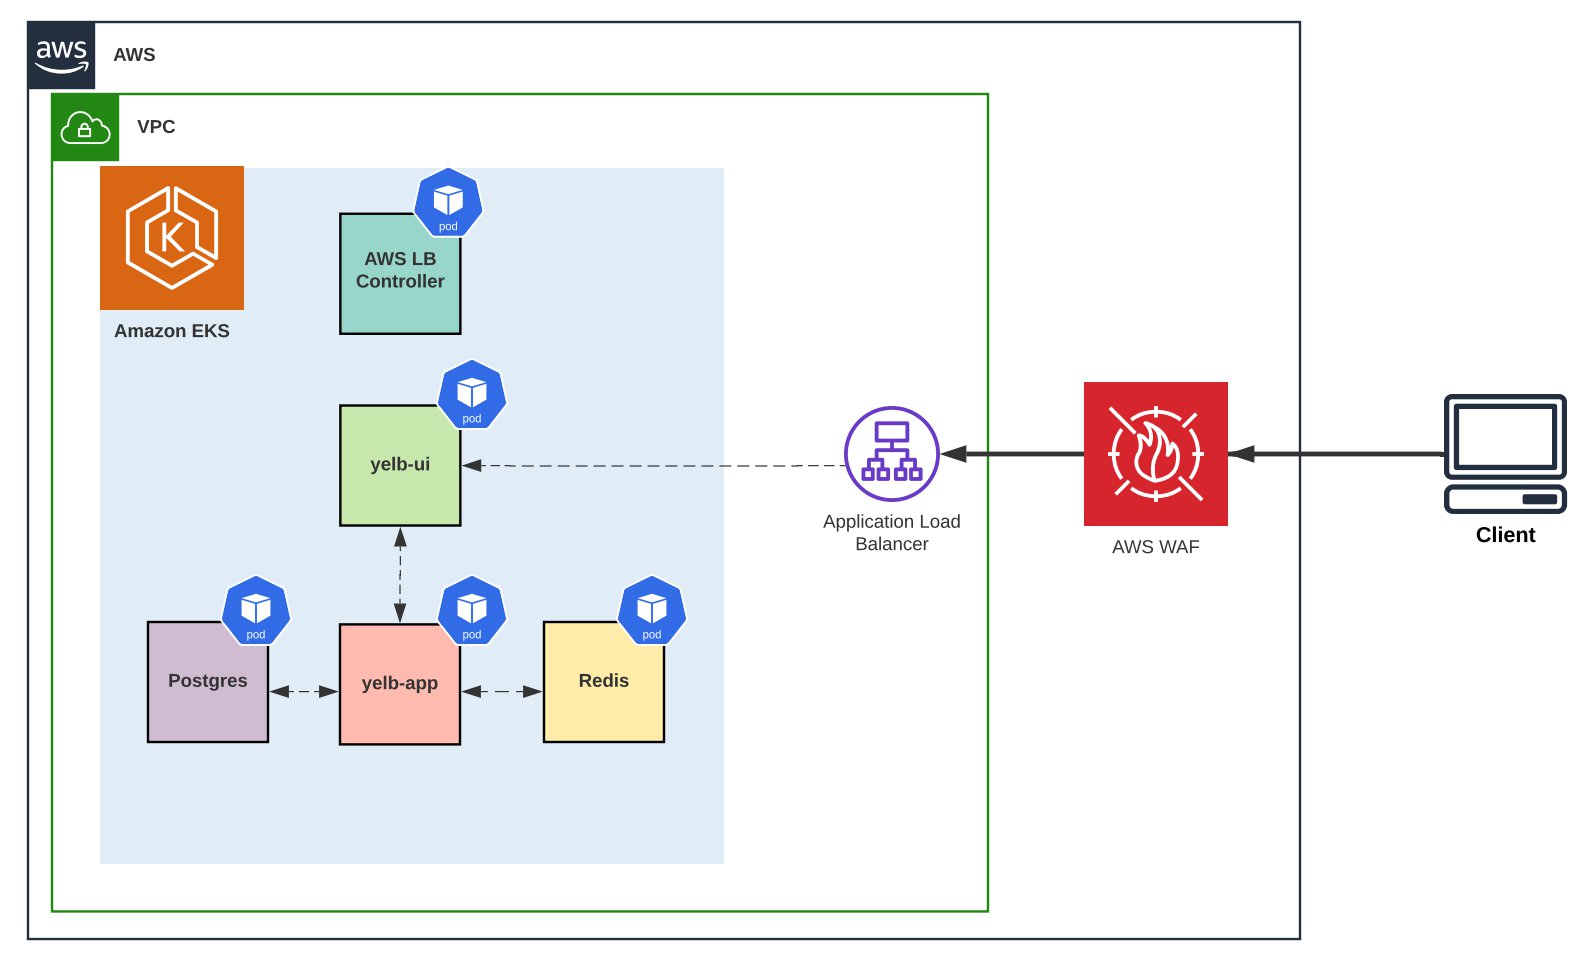 aws
AWS
VPC
pod
AWS LB
Controller
K
Amazon EKS
pod
yelb-ui
Application Load
Balancer
AWS WAF
Client
pod
pod
pod
Postgres
yelb-app
Redis